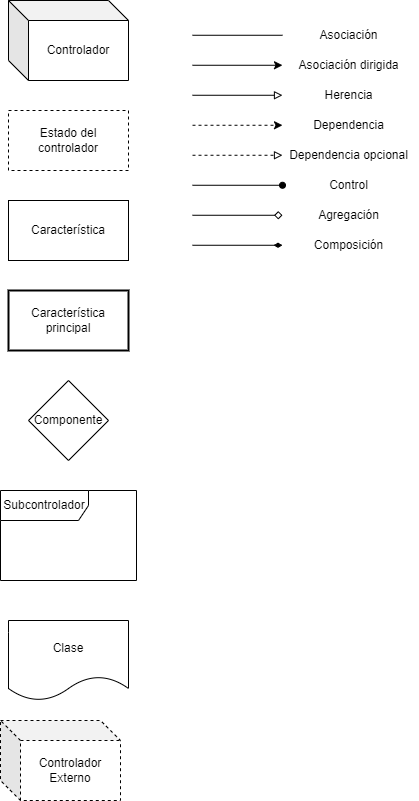 Controlador
Estado del
controlador
Característica
Característica
principal
Componente
Subcontrolador
Clase
Controlador
Externo
Asociación
Asociación dirigida
Herencia
Dependencia
Dependencia opcional
Control
Agregación
Composición